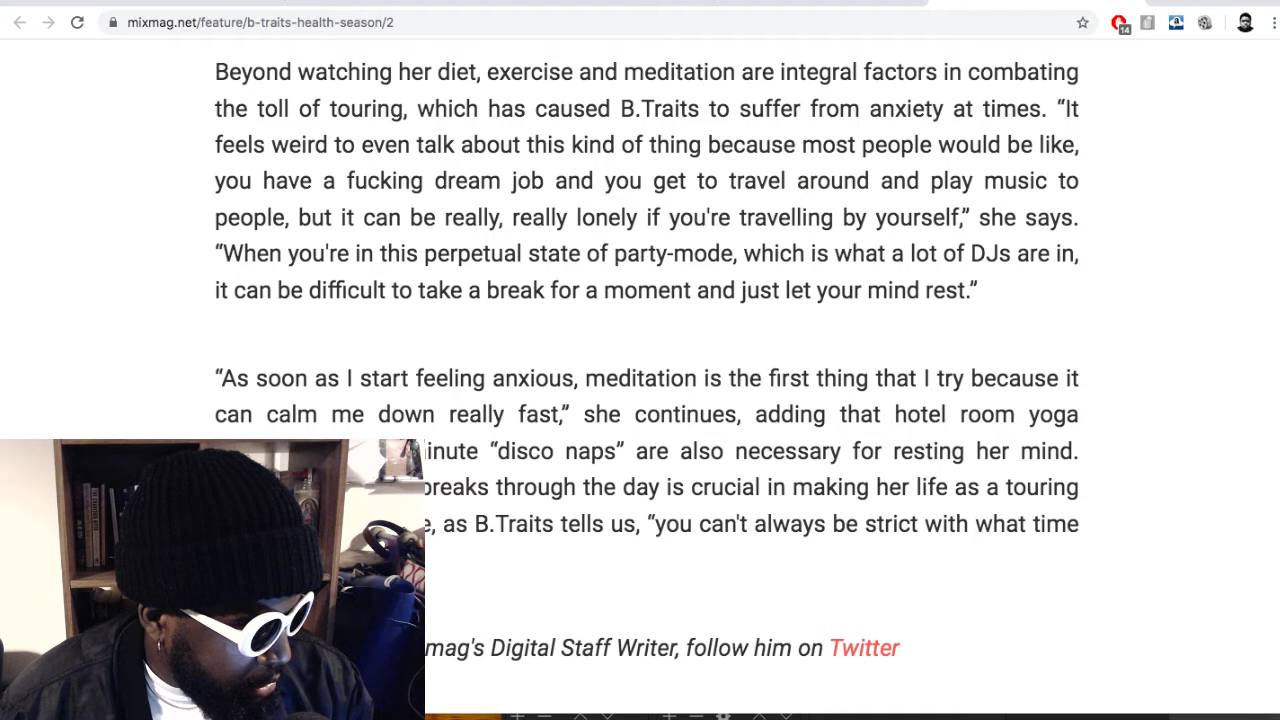 mixmag.net/feature/b-traits-health-season/2
14
Beyond watching her diet, exercise and meditation are integral factors in combating
the toll of touring, which has caused B.Traits to suffer from anxiety at times. “It
feels weird to even talk about this kind of thing because most people would be like,
you have a fucking dream job and you get to travel around and play music to
people, but it can be really, really lonely if you're travelling by yourself,” she says.
“When you're in this perpetual state of party-mode, which is what a lot of DJs are in,
it can be difficult to take a break for a moment and just let your mind rest.”
“As soon as I start feeling anxious, meditation is the first thing that I try because it
can calm me down really fast,” she continues, adding that hotel room yoga
inute “disco naps” are also necessary for resting her mind.
breaks through the day is crucial in making her life as a touring
e, as B.Traits tells us, “you can't always be strict with what time
mag's Digital Staff Writer, follow him on Twitter